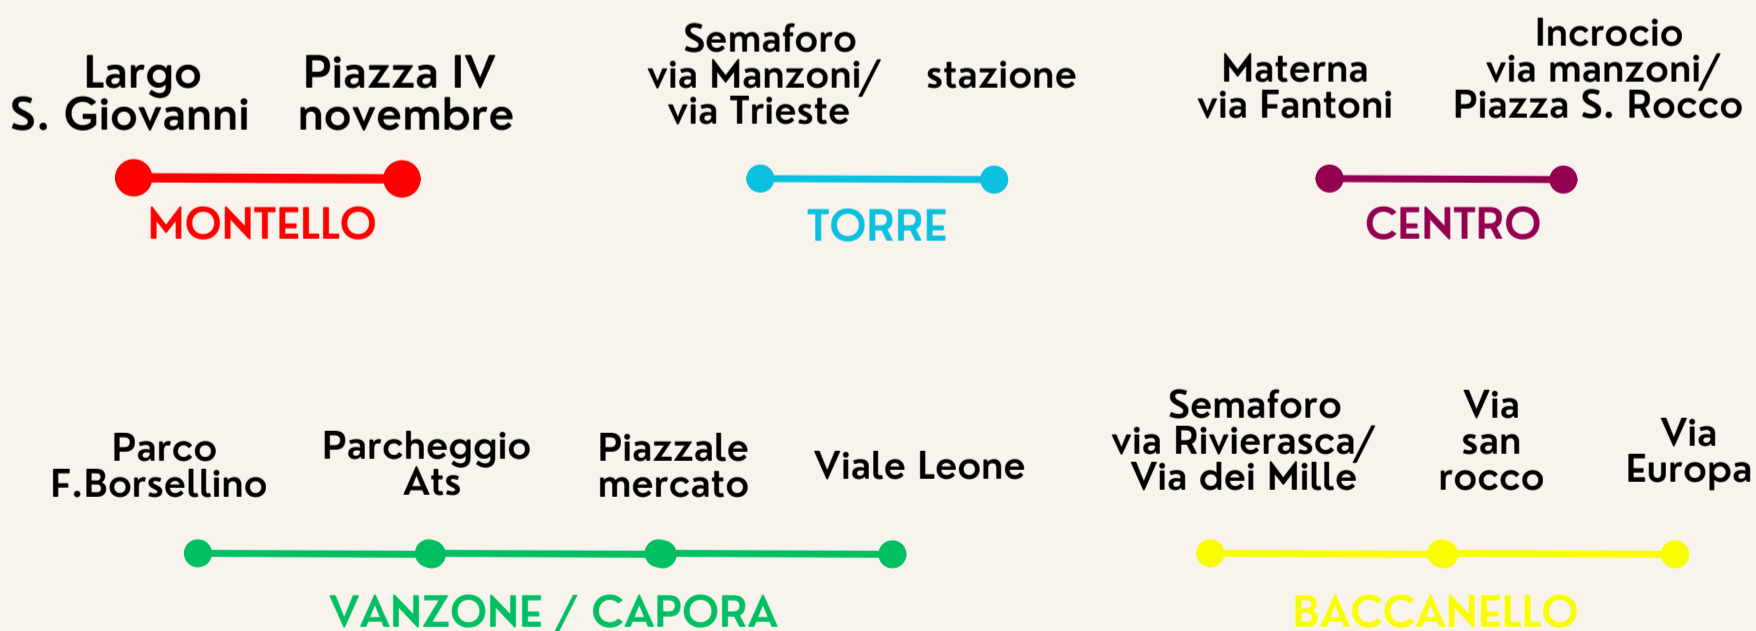 Largo
S. Giovanni
Piazza IV
novembre
MONTELLO
Semaforo
via Manzoni/
via Trieste
stazione
TORRE
Materna
via Fantoni
Incrocio
via manzoni/
Piazza S. Rocco
CENTRO
Parco
F.Borsellino
Parcheggio
Ats
Piazzale
mercato
Viale Leone
VANZONE / CAPORA
Semaforo
via Rivierasca/
Via dei Mille
Via
san
rocco
Via
Europa
BACCANELLO